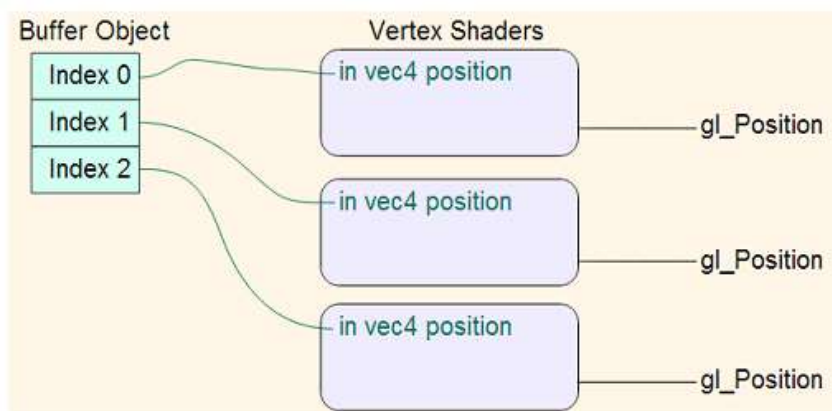 Buffer Object
Vertex Shaders
Index 0
in vec4 position
Index 1
gl_Position
Index 2
in vec4 position
gl_Position
in vec4 position
gl_Position